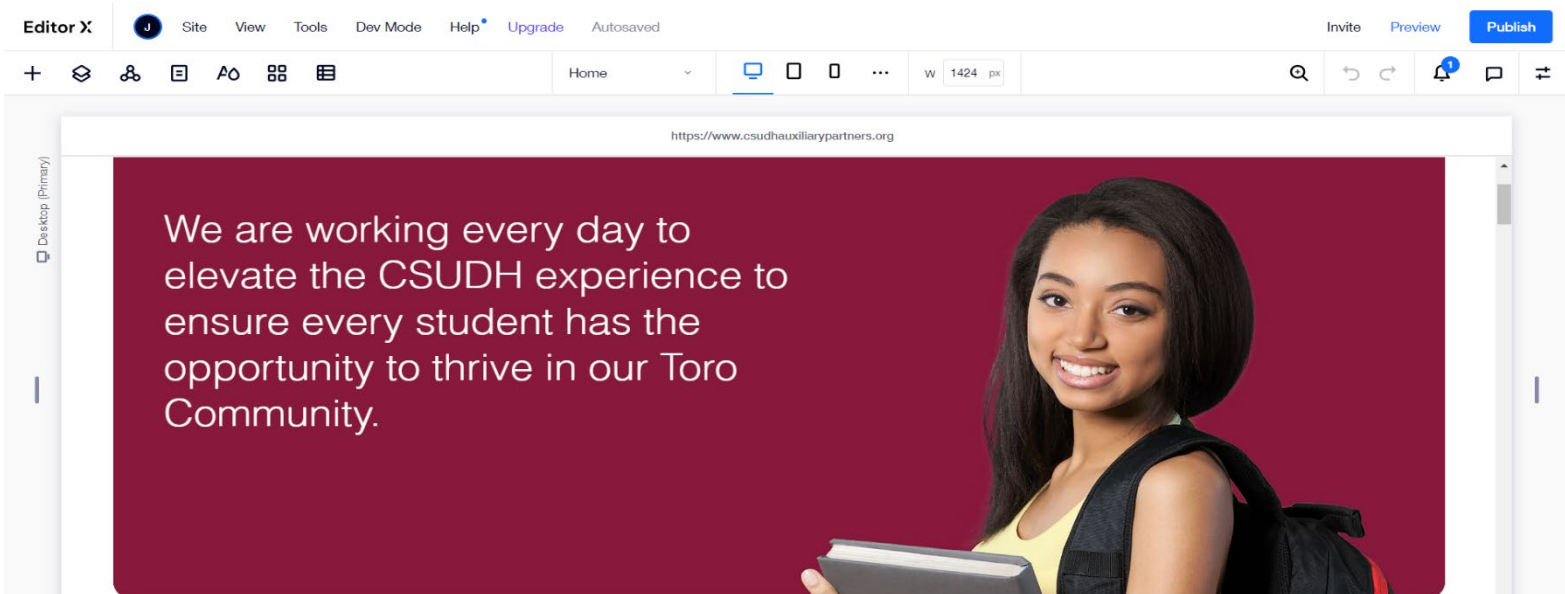 Editor X J Site View Tools Dev Mode Help Upgrade Autosaved Invite Preview Publish
Home W 1424 px 1
https://www.csudhauxiliarypartners.org
Desktop (Primary)
We are working every day to
elevate the CSUDH experience to
ensure every student has the
opportunity to thrive in our Toro
Community.